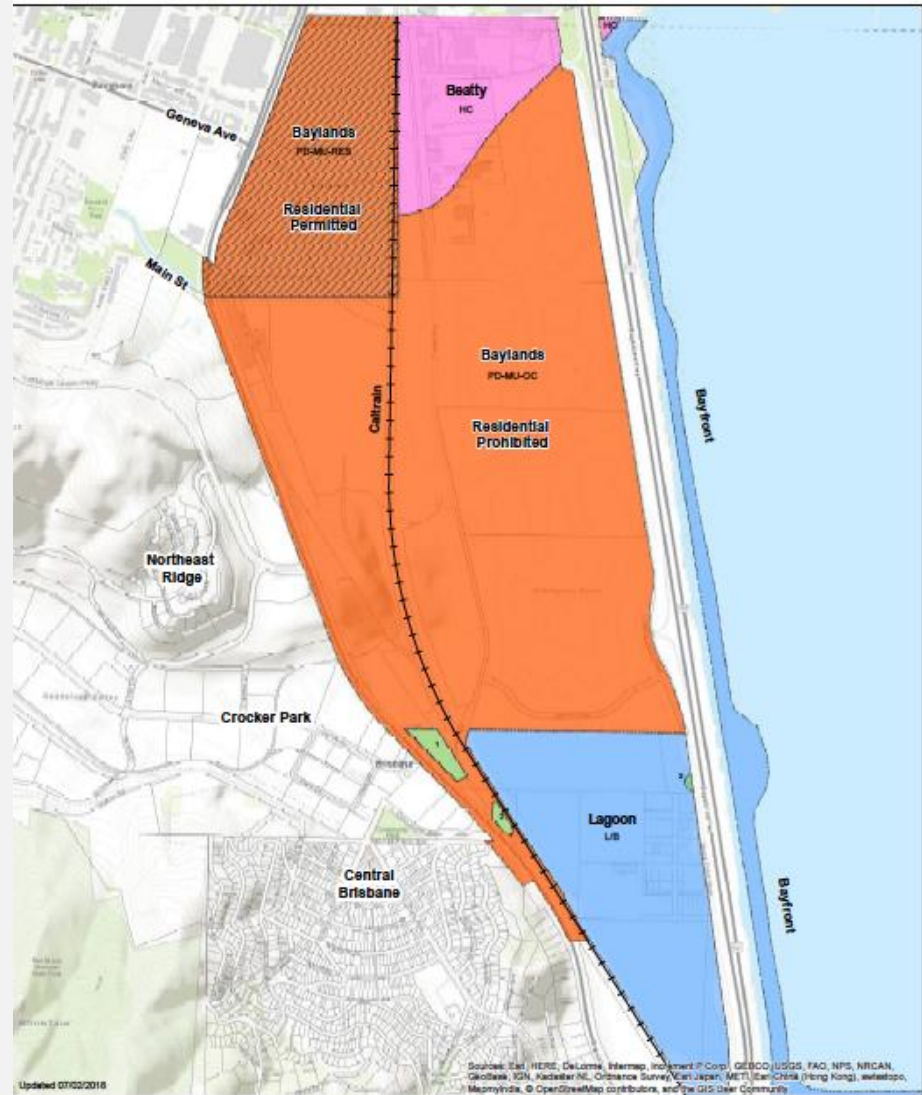 HC
Geneva Ave
Beatty
HC
Baylands
PD-MU-RES
Residential
Permitted
Main St
Baylands
PD-MU-OC
Caltrain
Residential
Prohibited
Bayfront
Northeast
Ridge
Crocker Park
Brisbane
1
2
3
Lagoon
L/B
Central
Brisbane
Bayfront
Updated 07/02/2018
Sources: Esri, HERE, DeLorme, Intermap, Increment P Corp., GEBCO, USGS, FAO, NPS, NRCAN,
GeoBase, IGN, Kadaster NL, Ordnance Survey, Esri Japan, METI, Esri China (Hong Kong), swisstopo,
MapmyIndia, © OpenStreetMap contributors, and the GIS User Community